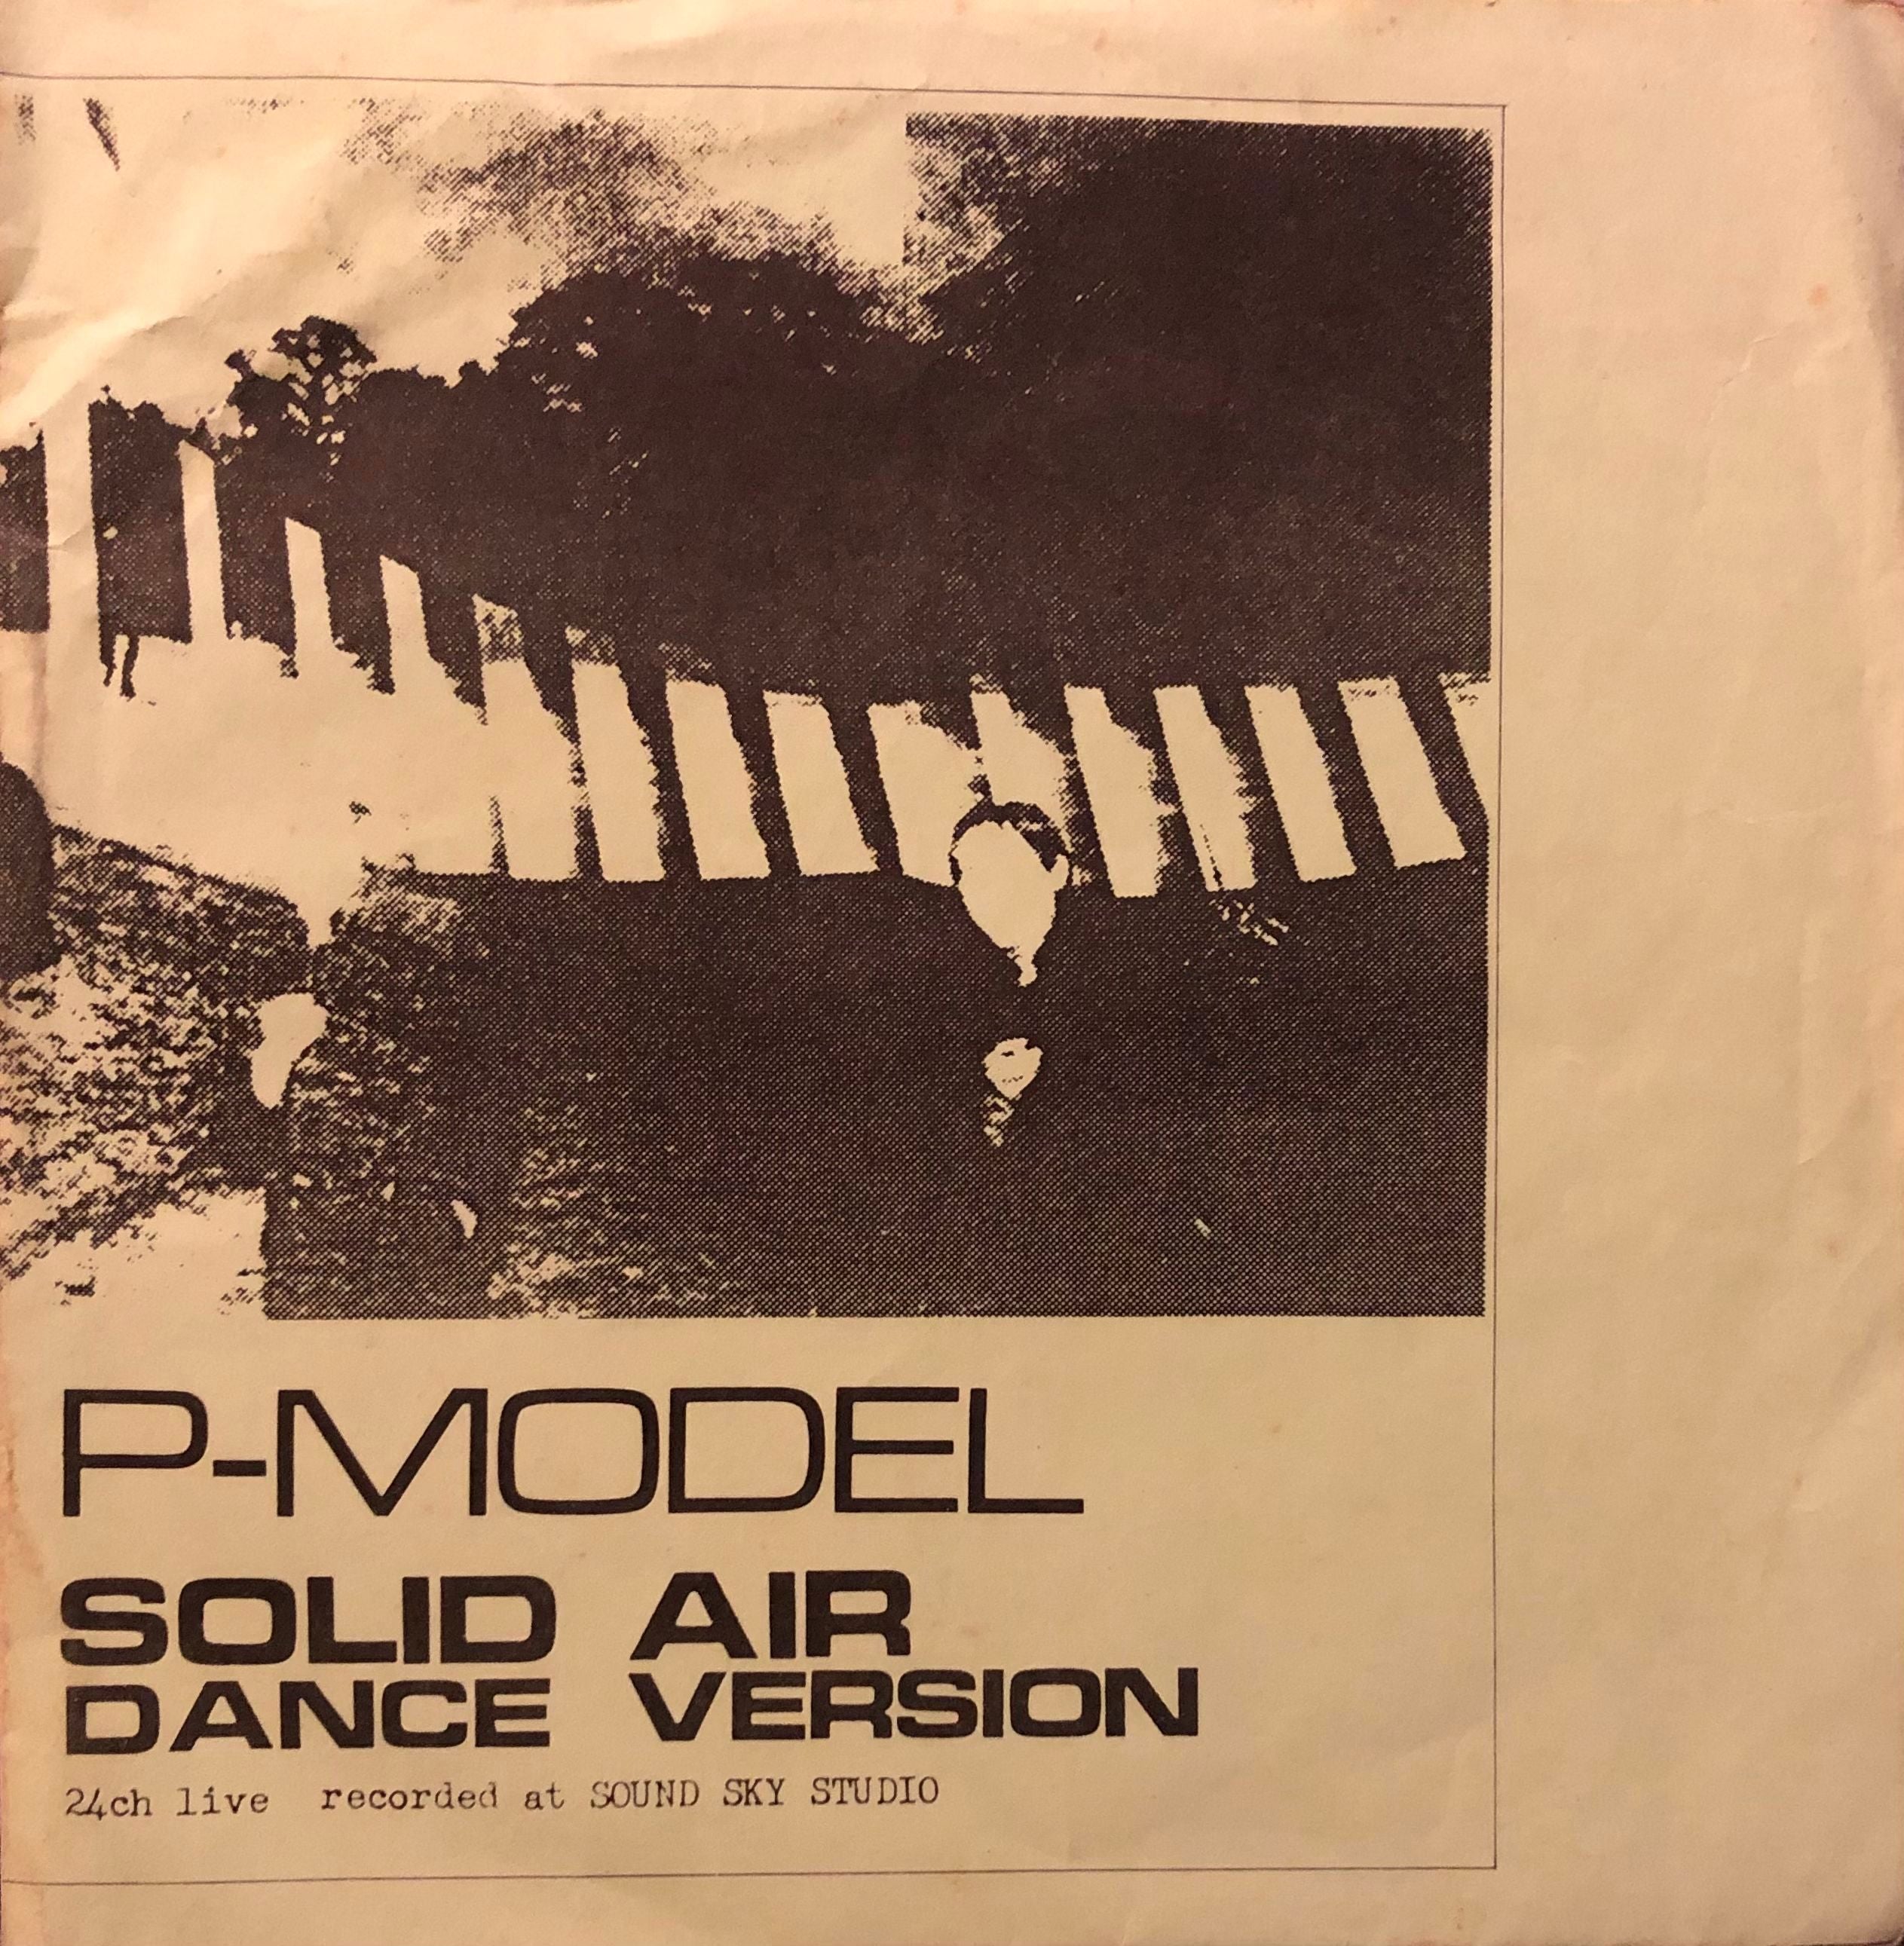 P-MODEL
SOLID AIR
DANCE VERSION
24ch live recorded at SOUND SKY STUDIO